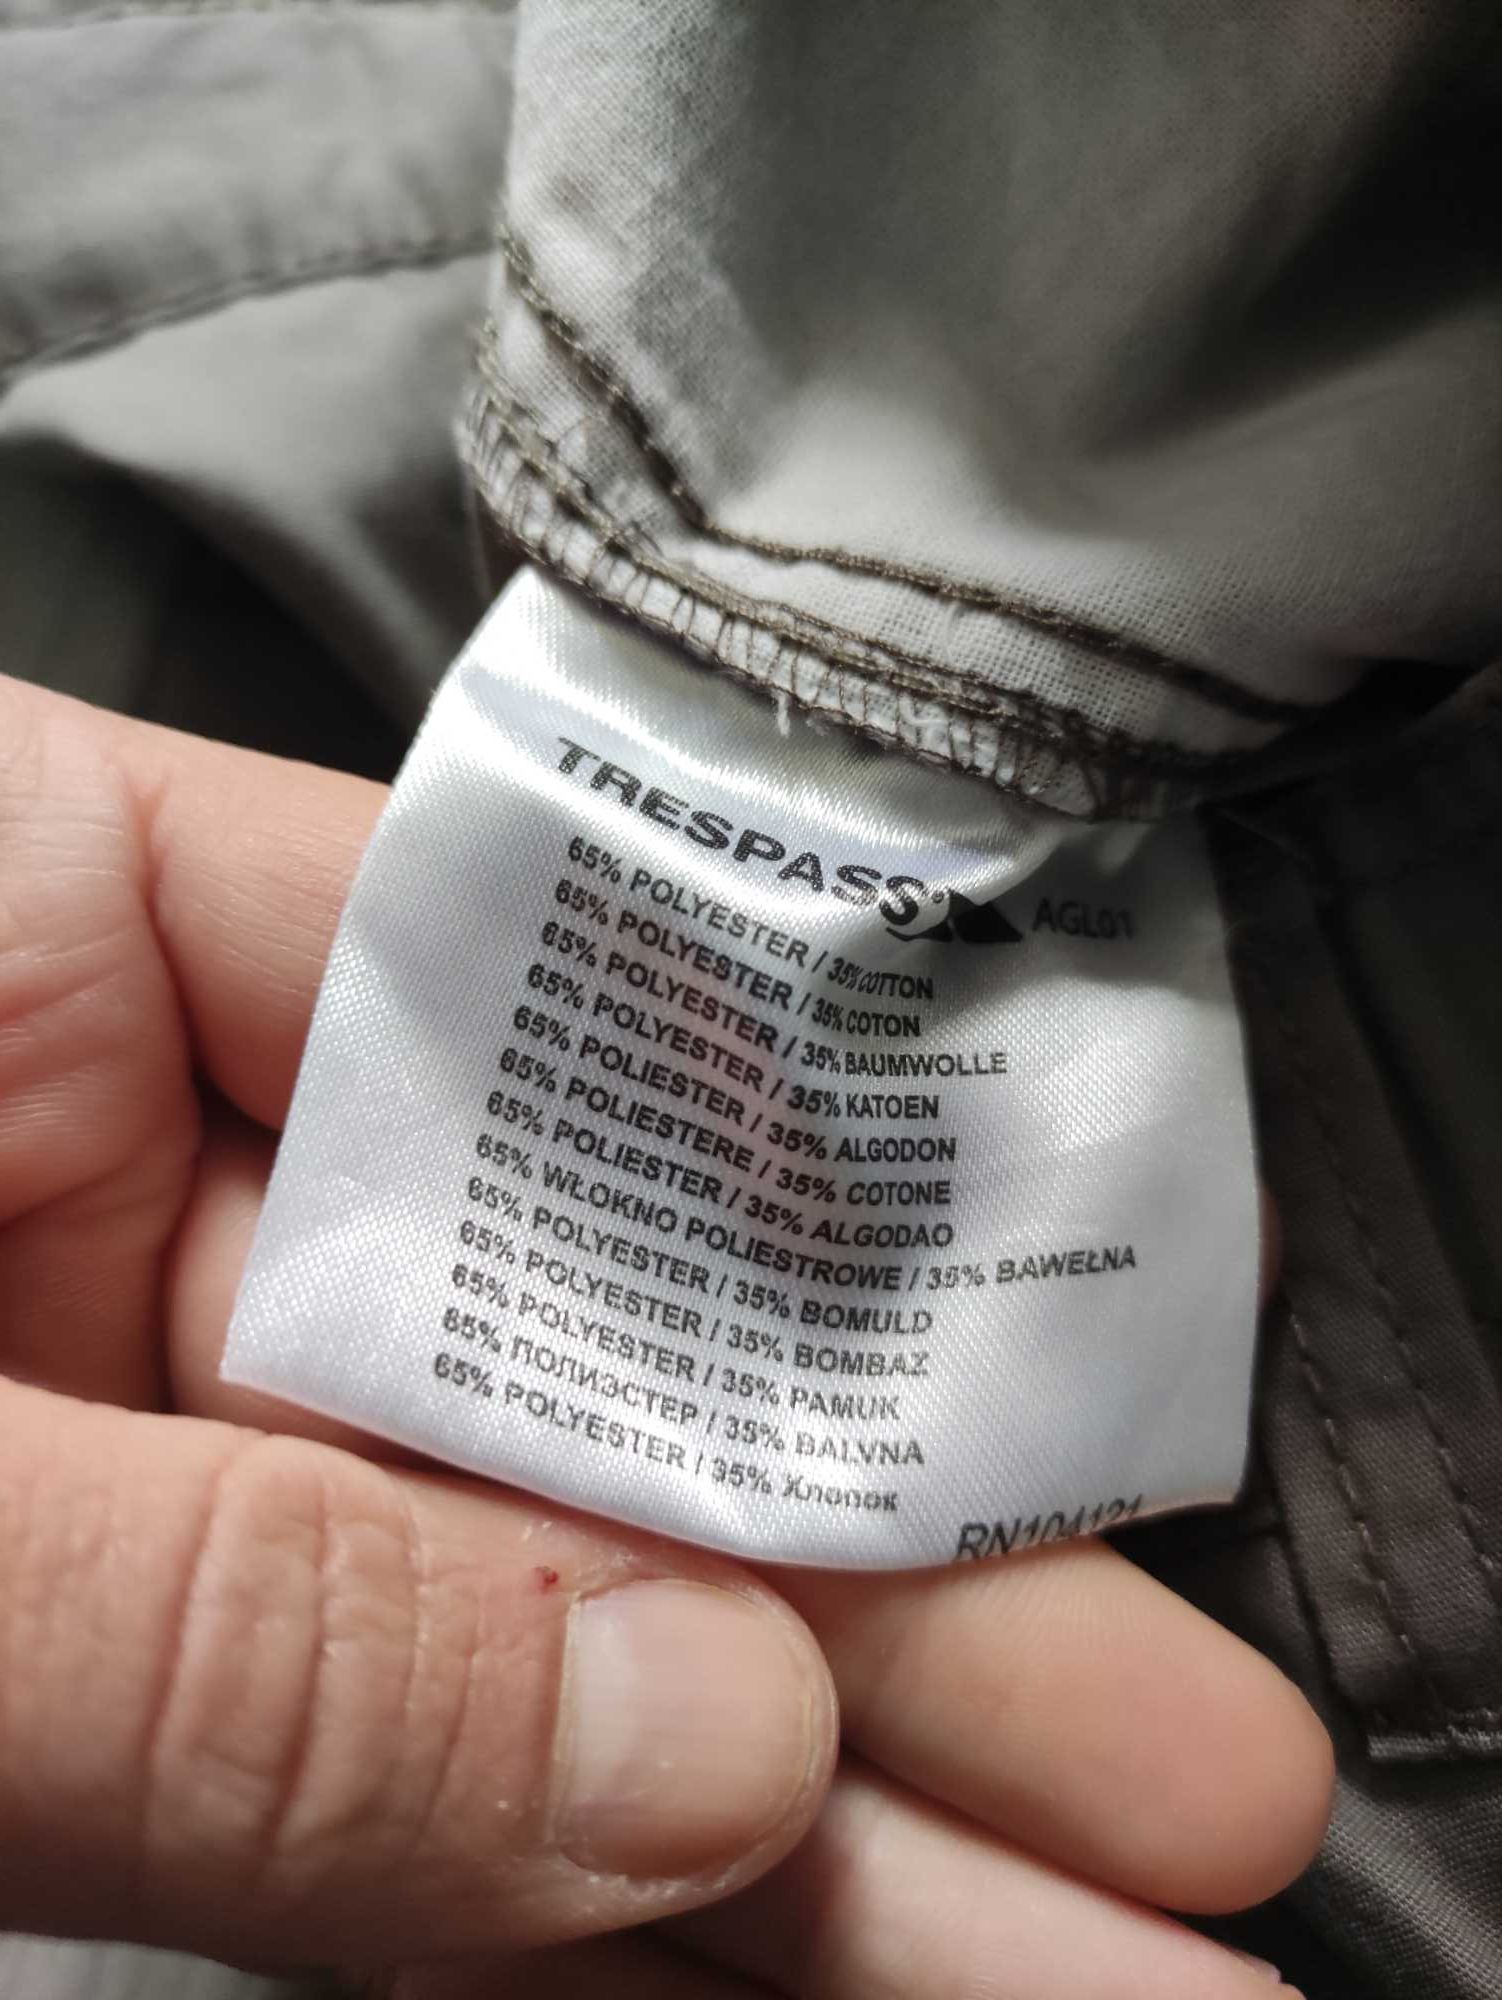 TRESPASS® AGL01
65% POLYESTER / 35% COTTON
65% POLYESTER / 35% COTON
65% POLYESTER / 35% BAUMWOLLE
65% POLYESTER / 35% KATOEN
65% POLIESTER / 35% ALGODON
65% POLIESTERE / 35% COTONE
65% POLIESTER / 35% ALGODAO
65% WŁOKNO POLIESTROWE / 35% BAWEŁNA
65% POLYESTER / 35% BOMULD
65% POLYESTER / 35% BOMBAZ
65% POLYESTER / 35% PAMUK
65% ПОЛИЭСТЕР / 35% BALVNA
65% POLYESTER / 35% Хлопок
RN104121